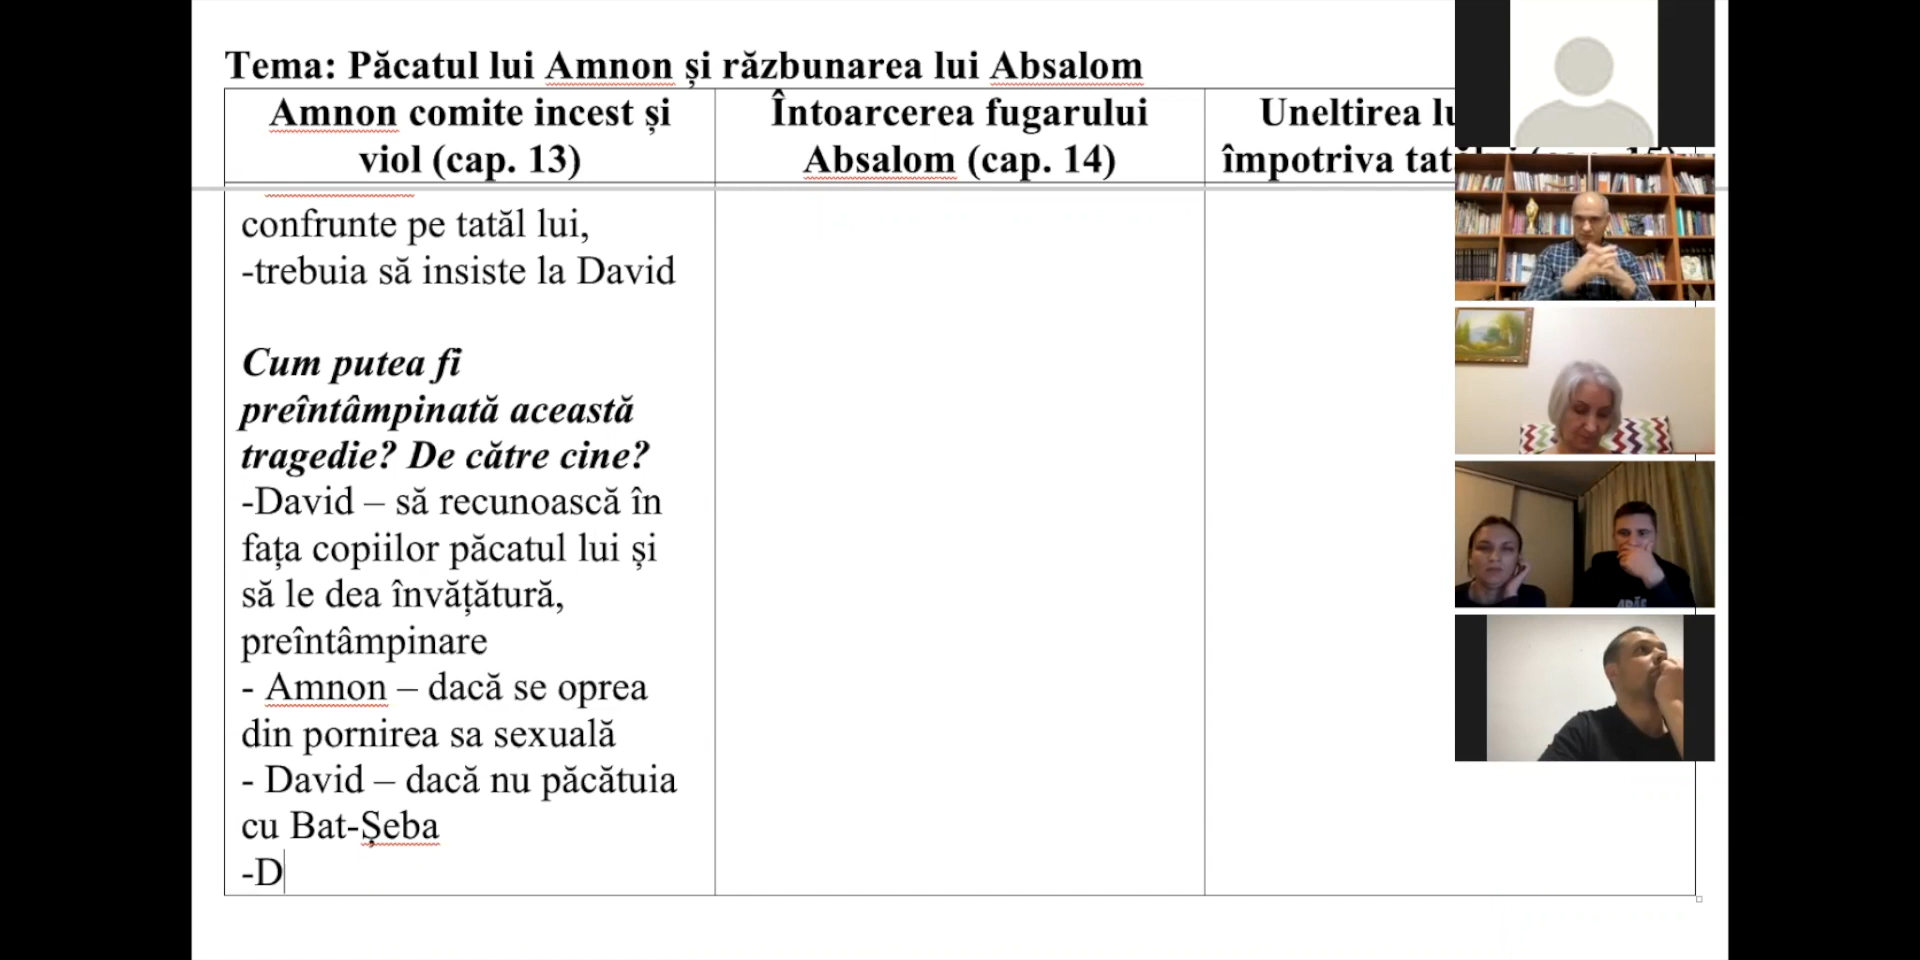 Tema: Păcatul lui Amnon și răzbunarea lui Absalom
Amnon comite incest și
viol (cap. 13)
Întoarcerea fugarului
Absalom (cap. 14)
Uneltirea
împotriva
confrunte pe tatăl lui,
-trebuia să insiste la David
Cum putea fi
preîntâmpinată această
tragedie? De către cine?
-David – să recunoască în
fața copiilor păcatul lui și
să le dea învățătură,
preîntâmpinare
- Amnon – dacă se oprea
din pornirea sa sexuală
- David – dacă nu păcătuia
cu Bat-Șeba
-D